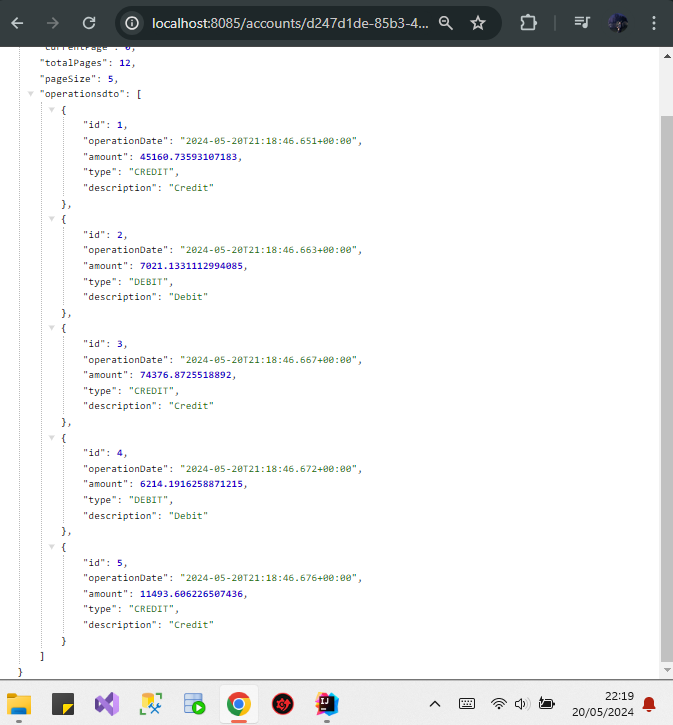 localhost:8085/accounts/d247d1de-85b3-4...
"currentPage": 0,
"totalPages": 12,
"pageSize": 5,
"operationsdto": [
{
"id": 1,
"operationDate": "2024-05-20T21:18:46.651+00:00",
"amount": 45160.73593107183,
"type": "CREDIT",
"description": "Credit"
},
{
"id": 2,
"operationDate": "2024-05-20T21:18:46.663+00:00",
"amount": 7021.1331112994085,
"type": "DEBIT",
"description": "Debit"
},
{
"id": 3,
"operationDate": "2024-05-20T21:18:46.667+00:00",
"amount": 74376.8725518892,
"type": "CREDIT",
"description": "Credit"
},
{
"id": 4,
"operationDate": "2024-05-20T21:18:46.672+00:00",
"amount": 6214.1916258871215,
"type": "DEBIT",
"description": "Debit"
},
{
"id": 5,
"operationDate": "2024-05-20T21:18:46.676+00:00",
"amount": 11493.606226507436,
"type": "CREDIT",
"description": "Credit"
}
]
}
IJ
22:19
20/05/2024